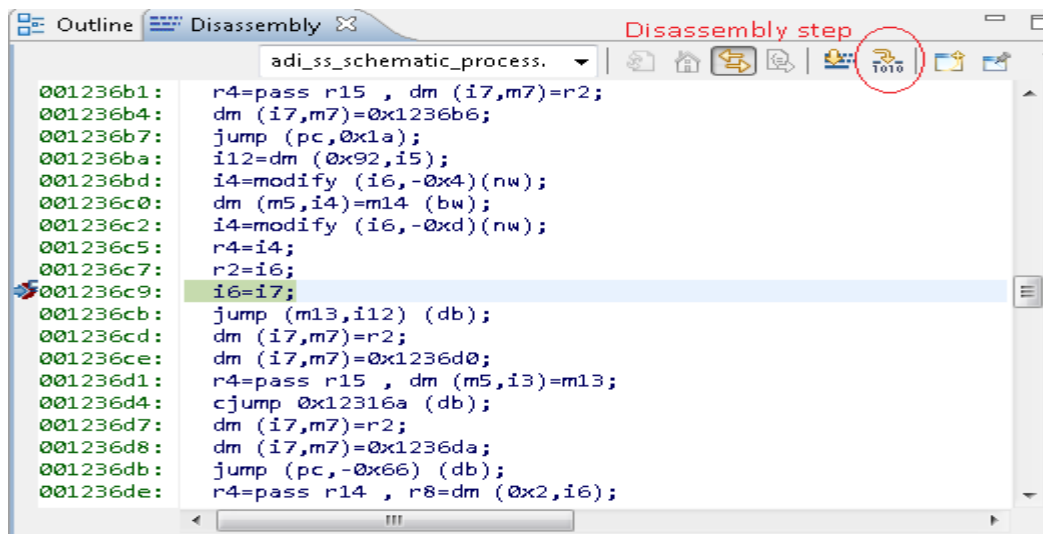 Outline Disassembly
Disassembly step
adi_ss_schematic_process.
1010
001236b1: r4=pass r15 , dm (i7,m7)=r2;
001236b4: dm (i7,m7)=0x1236b6;
001236b7: jump (pc,0x1a);
001236ba: i12=dm (0x92,i5);
001236bd: i4=modify (i6,-0x4)(nw);
001236c0: dm (m5,i4)=m14 (bw);
001236c2: i4=modify (i6,-0xd)(nw);
001236c5: r4=i4;
001236c7: r2=i6;
001236c9: i6=i7;
001236cb: jump (m13,i12) (db);
001236cd: dm (i7,m7)=r2;
001236ce: dm (i7,m7)=0x1236d0;
001236d1: r4=pass r15 , dm (m5,i3)=m13;
001236d4: cjump 0x12316a (db);
001236d7: dm (i7,m7)=r2;
001236d8: dm (i7,m7)=0x1236da;
001236db: jump (pc,-0x66) (db);
001236de: r4=pass r14 , r8=dm (0x2,i6);